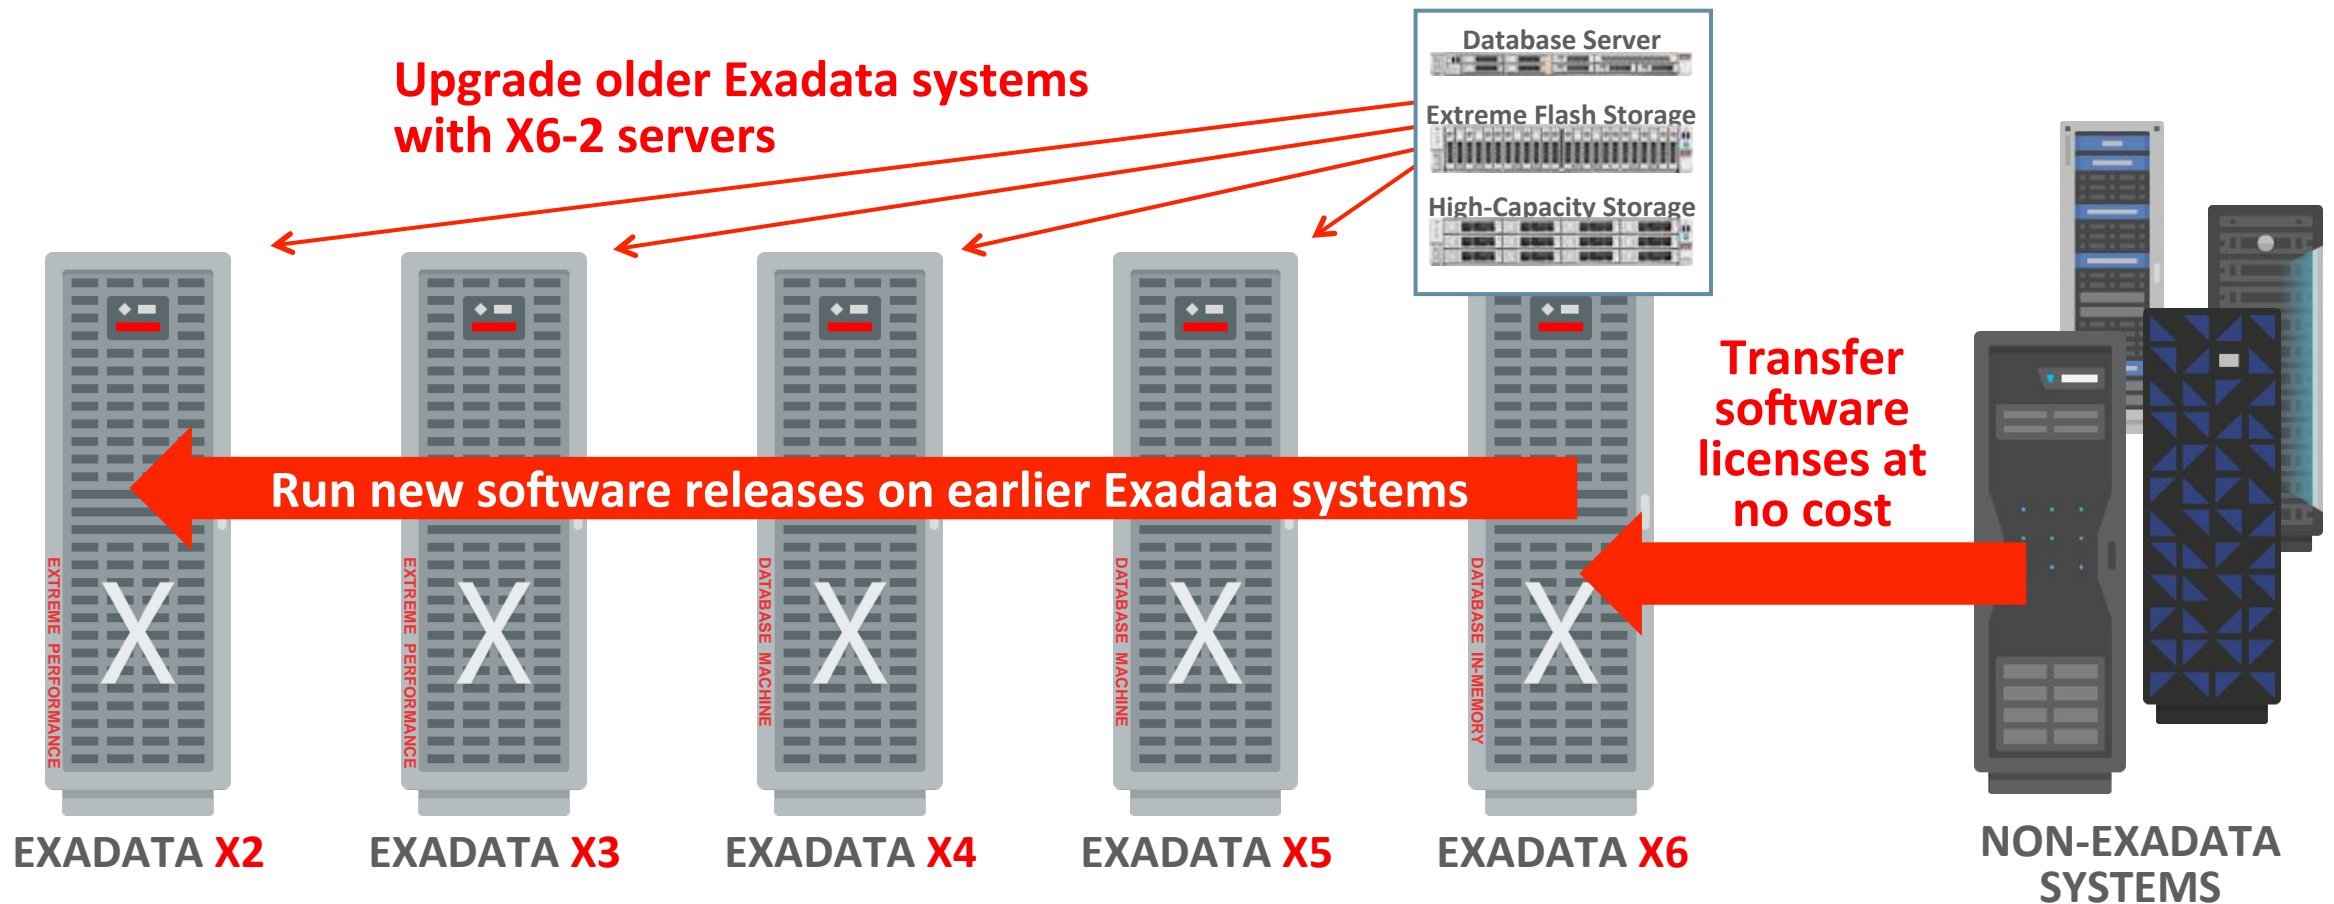 Database Server
Upgrade older Exadata systems
with X6-2 servers
Extreme Flash Storage
High-Capacity Storage
Transfer
software
licenses at
no cost
Run new software releases on earlier Exadata systems
EXTREME PERFORMANCE
EXTREME PERFORMANCE
DATABASE MACHINE
DATABASE MACHINE
DATABASE IN-MEMORY
X
X
X
X
X
EXADATA X2
EXADATA X3
EXADATA X4
EXADATA X5
EXADATA X6
NON-EXADATA
SYSTEMS